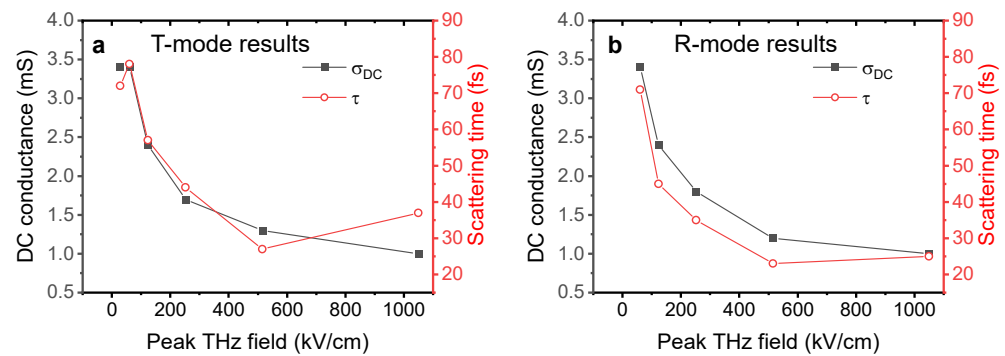 a T-mode results
σDC
τ
DC conductance (mS)
4.0
3.5
3.0
2.5
2.0
1.5
1.0
0.5
90
80
70
60
50
40
30
20
Scattering time (fs)
0 200 400 600 800 1000
Peak THz field (kV/cm)
b R-mode results
σDC
τ
DC conductance (mS)
4.0
3.5
3.0
2.5
2.0
1.5
1.0
0.5
90
80
70
60
50
40
30
20
Scattering time (fs)
0 200 400 600 800 1000
Peak THz field (kV/cm)